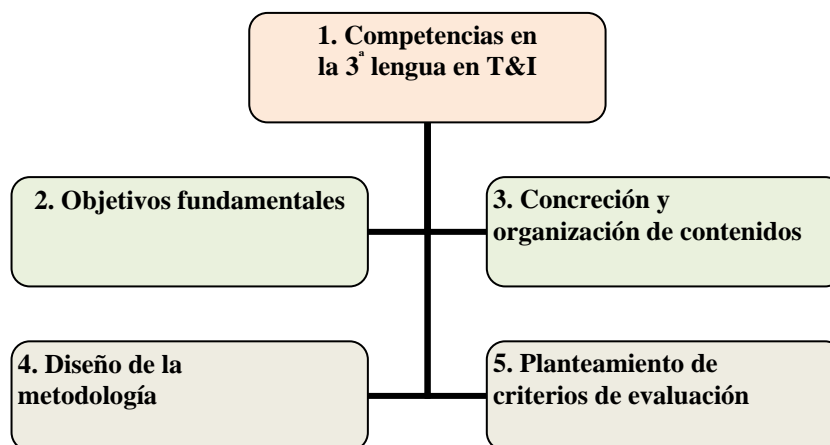 1. Competencias en
la 3ª lengua en T&I
2. Objetivos fundamentales
3. Concreción y
organización de contenidos
4. Diseño de la
metodología
5. Planteamiento de
criterios de evaluación